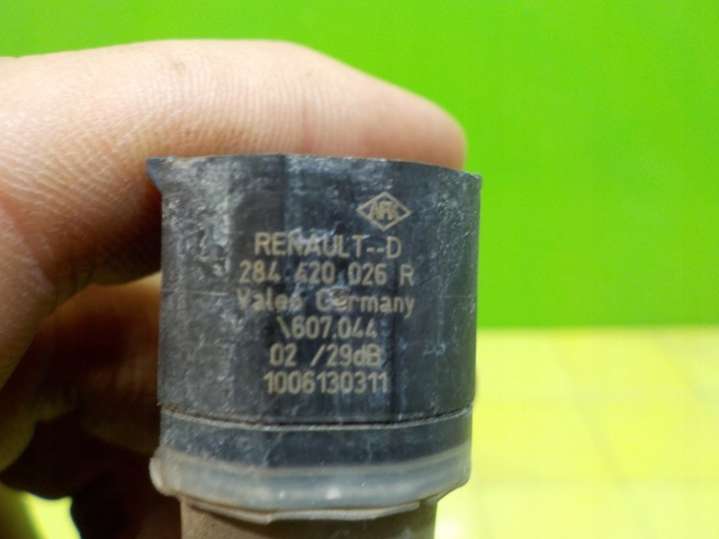 RENAULT--D
284 420 026 R
Valeo Germany
\607.044
02 /29dB
1006130311